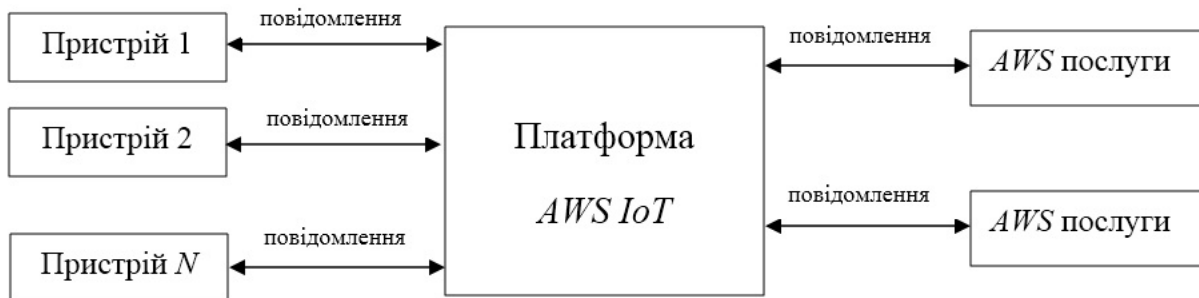 повідомлення
Пристрій 1
повідомлення
AWS послуги
повідомлення
Пристрій 2
Платформа
AWS IoT
повідомлення
AWS послуги
повідомлення
Пристрій N